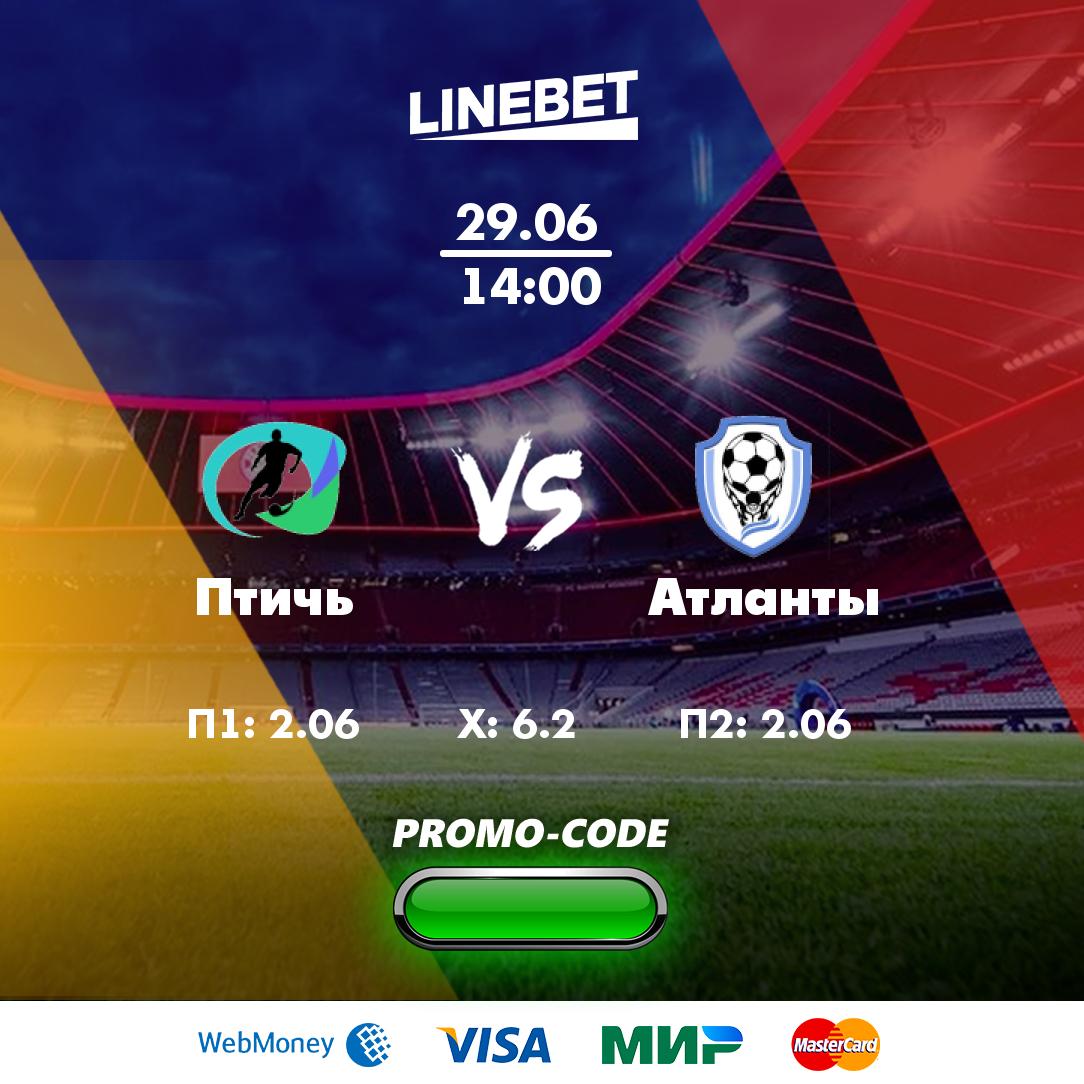 LINEBET
29.06
14:00
VS
Птичь Атланты
П1: 2.06 X: 6.2 П2: 2.06
PROMO-CODE
WebMoney VISA МИР MasterCard